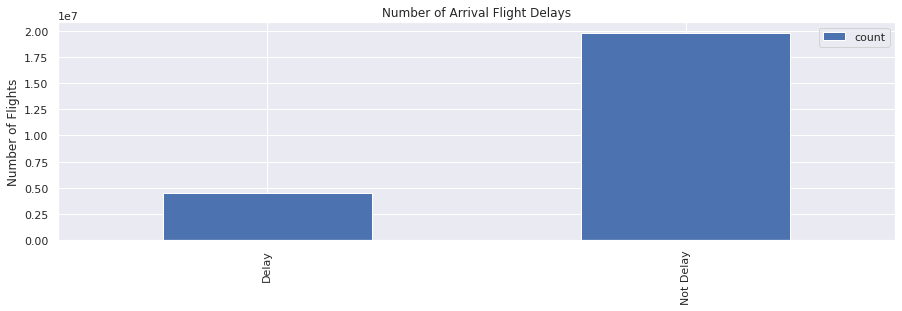 Number of Arrival Flight Delays
1e7
2.00
1.75
1.50
1.25
1.00
0.75
0.50
0.25
0.00
Number of Flights
count
Delay
Not Delay